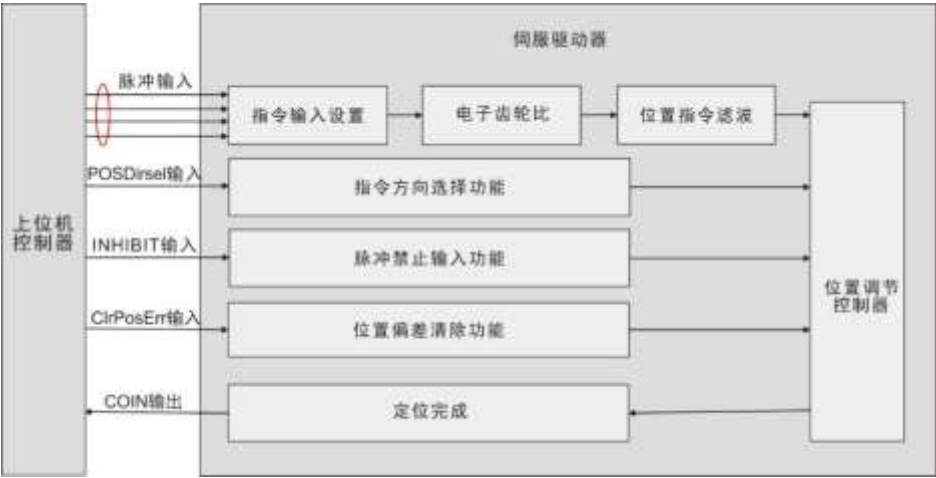 伺服驱动器
脉冲输入
指令输入设置
电子齿轮比
位置指令滤波
POSDirsel输入
指令方向选择功能
上位机
控制器
INHIBIT输入
脉冲禁止输入功能
位置调节
控制器
ClrPosErr输入
位置偏差清除功能
COIN输出
定位完成